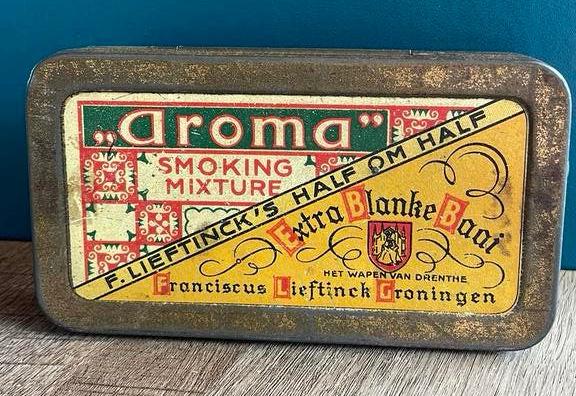 „aroma”
SMOKING
MIXTURE
F. LIEFTINCK'S HALF OM HALF
Extra Blanke Baai
HET WAPEN VAN DRENTHE
Franciscus Lieftinck Groningen